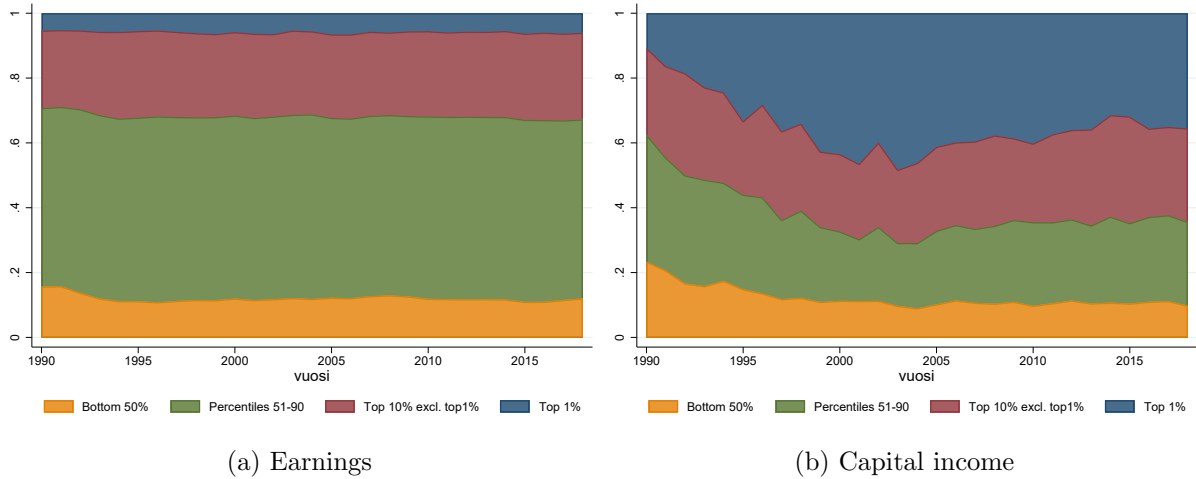 1
.8
.6
.4
.2
0
1990 1995 2000 2005 2010 2015
vuosi
Bottom 50% Percentiles 51-90 Top 10% excl. top1% Top 1%
(a) Earnings
1
.8
.6
.4
.2
0
1990 1995 2000 2005 2010 2015
vuosi
Bottom 50% Percentiles 51-90 Top 10% excl. top1% Top 1%
(b) Capital income